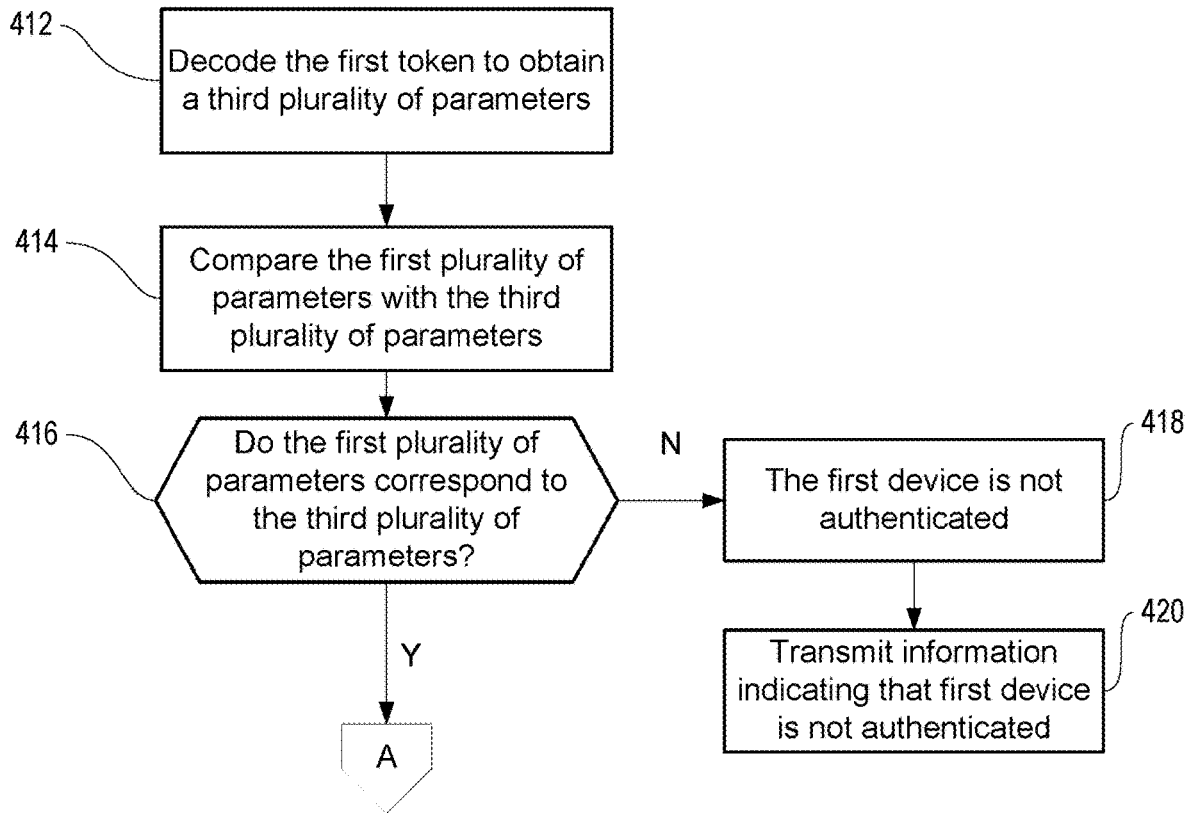 412
Decode the first token to obtain
a third plurality of parameters
414
Compare the first plurality of
parameters with the third
plurality of parameters
416
Do the first plurality of
parameters correspond to
the third plurality of
parameters?
N
418
The first device is not
authenticated
420
Transmit information
indicating that first device
is not authenticated
Y
A